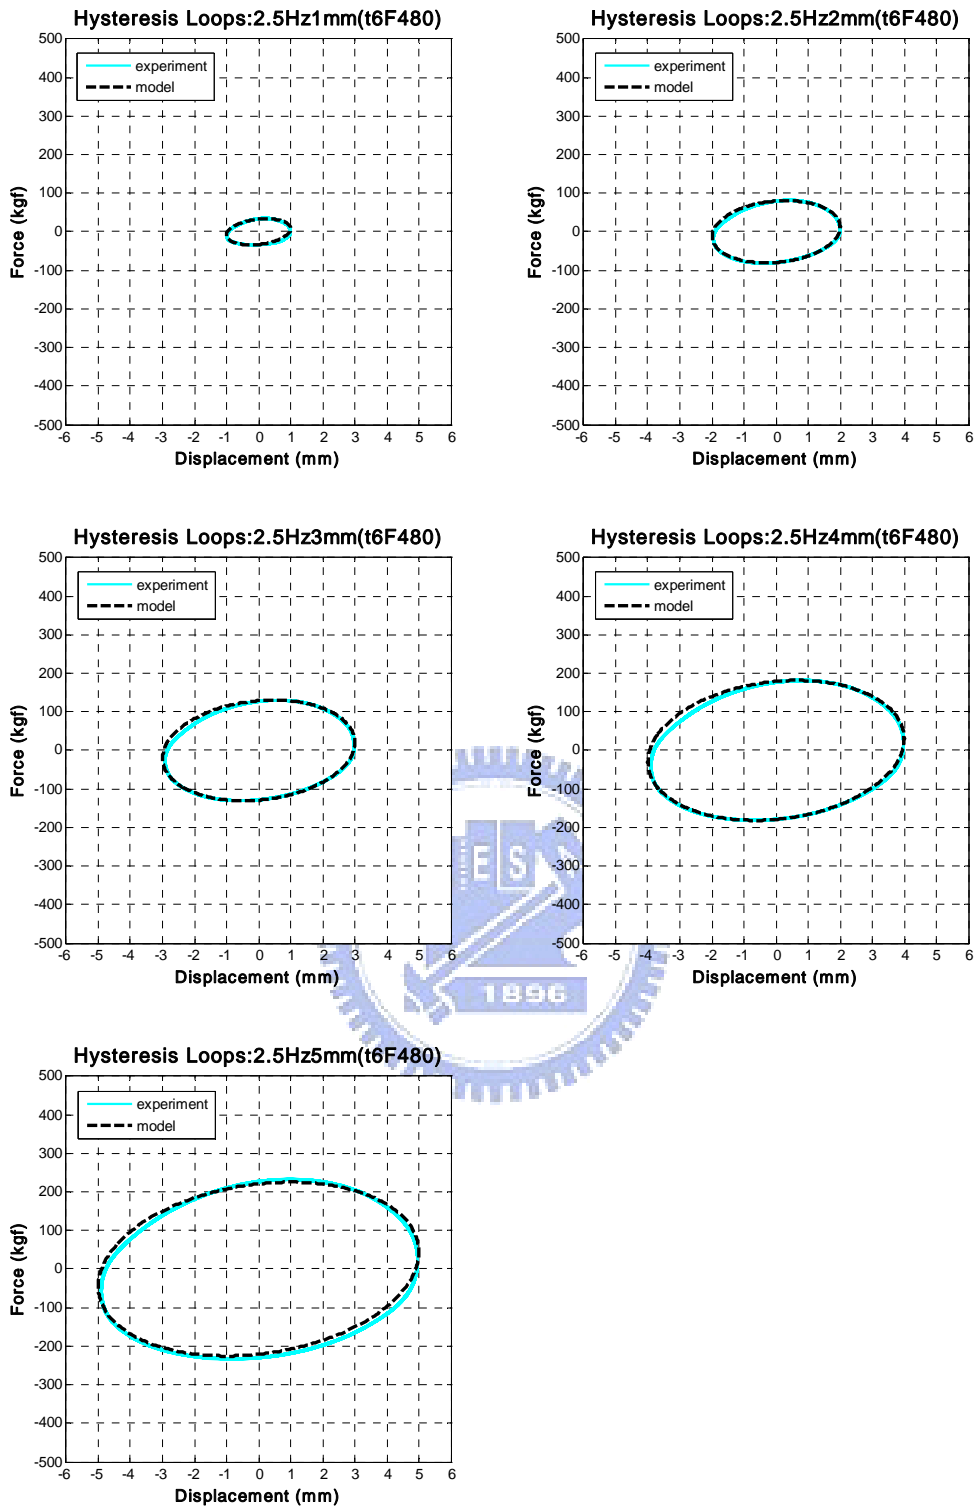 Hysteresis Loops:2.5Hz1mm(t6F480)
500
400
300
200
100
0
-100
-200
-300
-400
-500
experiment
model
Force (kgf)
-6 -5 -4 -3 -2 -1 0 1 2 3 4 5 6
Displacement (mm)
Hysteresis Loops:2.5Hz2mm(t6F480)
500
400
300
200
100
0
-100
-200
-300
-400
-500
experiment
model
Force (kgf)
-6 -5 -4 -3 -2 -1 0 1 2 3 4 5 6
Displacement (mm)
Hysteresis Loops:2.5Hz3mm(t6F480)
500
400
300
200
100
0
-100
-200
-300
-400
-500
experiment
model
Force (kgf)
-6 -5 -4 -3 -2 -1 0 1 2 3 4 5 6
Displacement (mm)
Hysteresis Loops:2.5Hz4mm(t6F480)
500
400
300
200
100
0
-100
-200
-300
-400
-500
experiment
model
Force (kgf)
-6 -5 -4 -3 -2 -1 0 1 2 3 4 5 6
Displacement (mm)
ES
1896
Hysteresis Loops:2.5Hz5mm(t6F480)
500
400
300
200
100
0
-100
-200
-300
-400
-500
experiment
model
Force (kgf)
-6 -5 -4 -3 -2 -1 0 1 2 3 4 5 6
Displacement (mm)